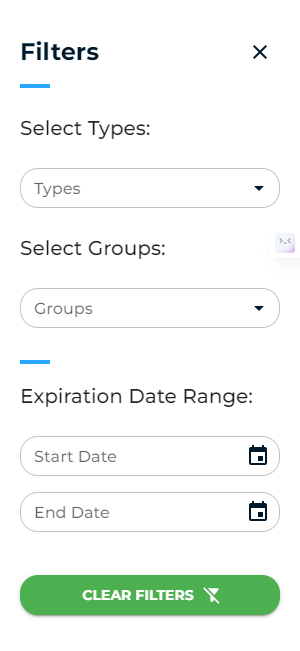 Filters
Select Types:
Types
Select Groups:
Groups
Expiration Date Range:
Start Date
End Date
CLEAR FILTERS